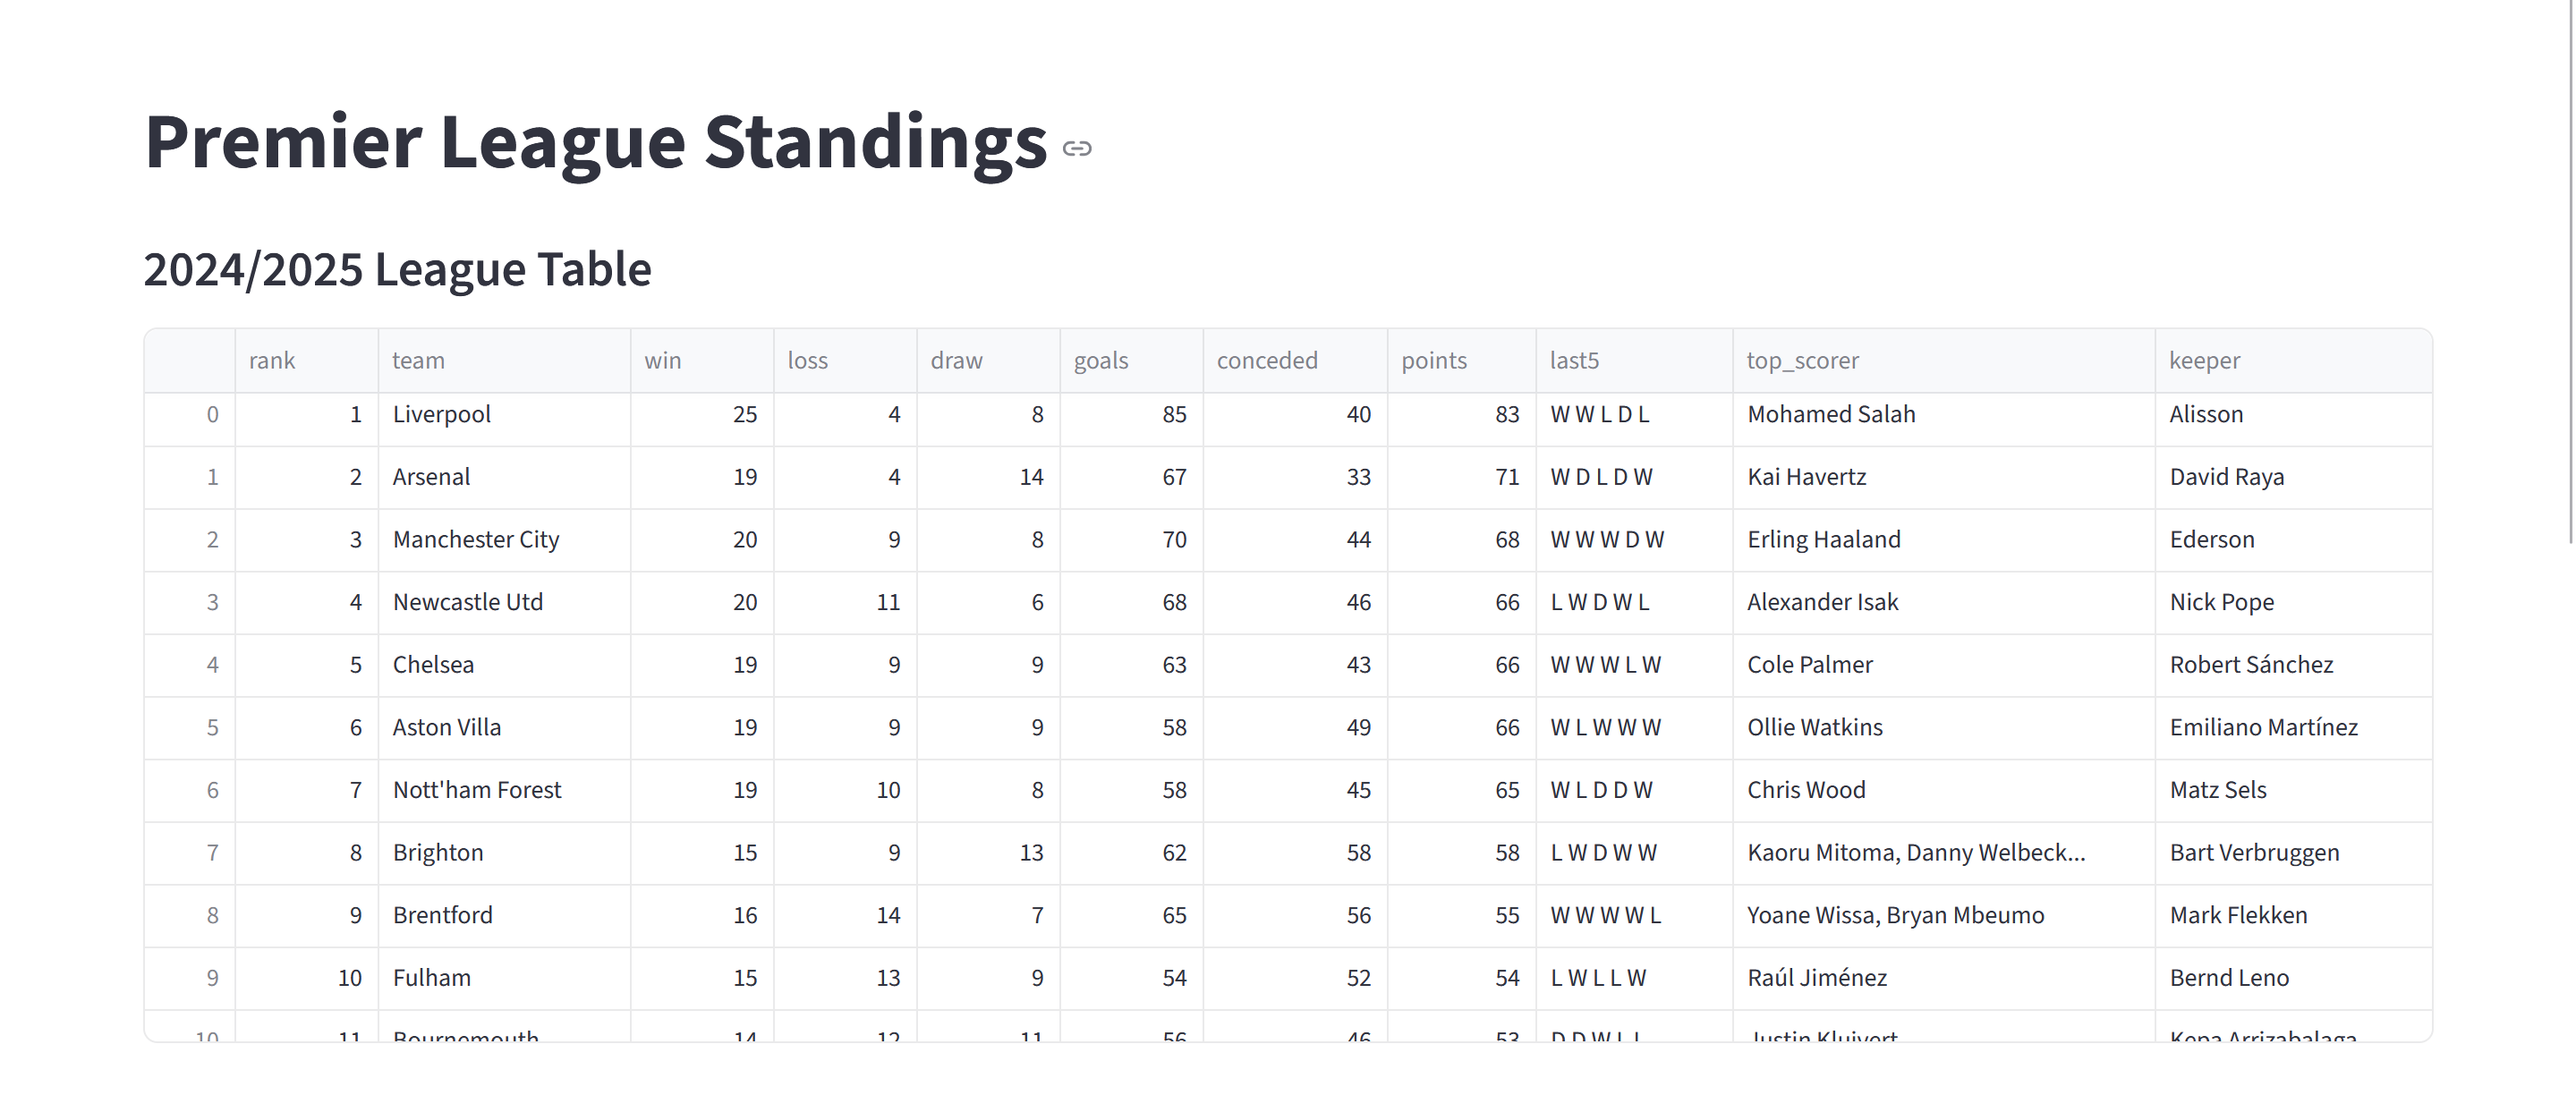 Premier League Standings
2024/2025 League Table
rank team win loss draw goals conceded points last5 top_scorer keeper
0 1 Liverpool 25 4 8 85 40 83 W W L D L Mohamed Salah Alisson
1 2 Arsenal 19 4 14 67 33 71 W D L D W Kai Havertz David Raya
2 3 Manchester City 20 9 8 70 44 68 W W W D W Erling Haaland Ederson
3 4 Newcastle Utd 20 11 6 68 46 66 L W D W L Alexander Isak Nick Pope
4 5 Chelsea 19 9 9 63 43 66 W W W L W Cole Palmer Robert Sánchez
5 6 Aston Villa 19 9 9 58 49 66 W L W W W Ollie Watkins Emiliano Martínez
6 7 Nott'ham Forest 19 10 8 58 45 65 W L D D W Chris Wood Matz Sels
7 8 Brighton 15 9 13 62 58 58 L W D W W Kaoru Mitoma, Danny Welbeck... Bart Verbruggen
8 9 Brentford 16 14 7 65 56 55 W W W W L Yoane Wissa, Bryan Mbeumo Mark Flekken
9 10 Fulham 15 13 9 54 52 54 L W L L W Raúl Jiménez Bernd Leno
10 11 Bournemouth 14 12 11 56 46 53 D D W L L Justin Kluivert Kepa Arrizabalaga